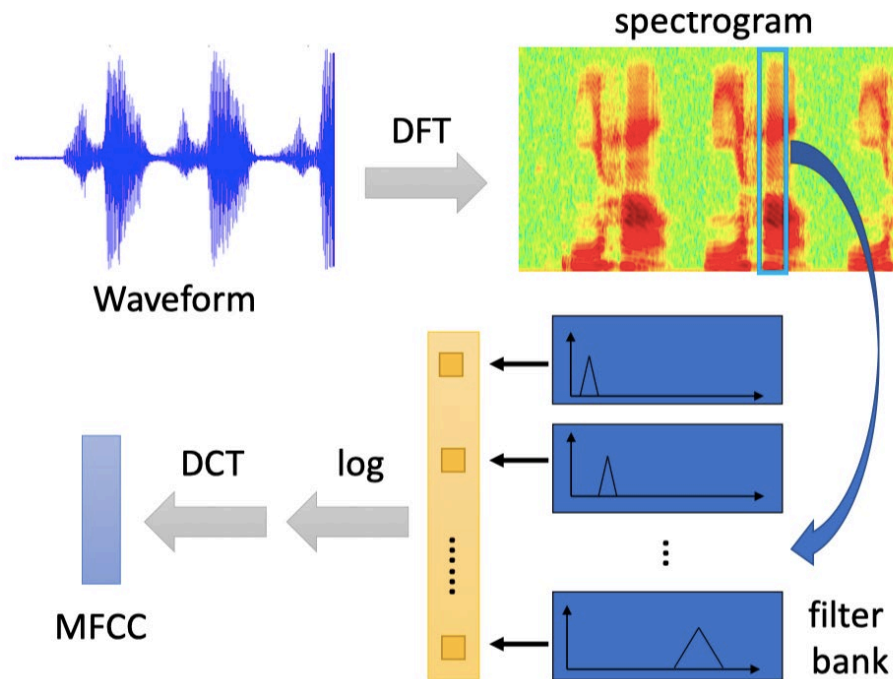 spectrogram
DFT
Waveform
DCT
log
MFCC
filter
bank